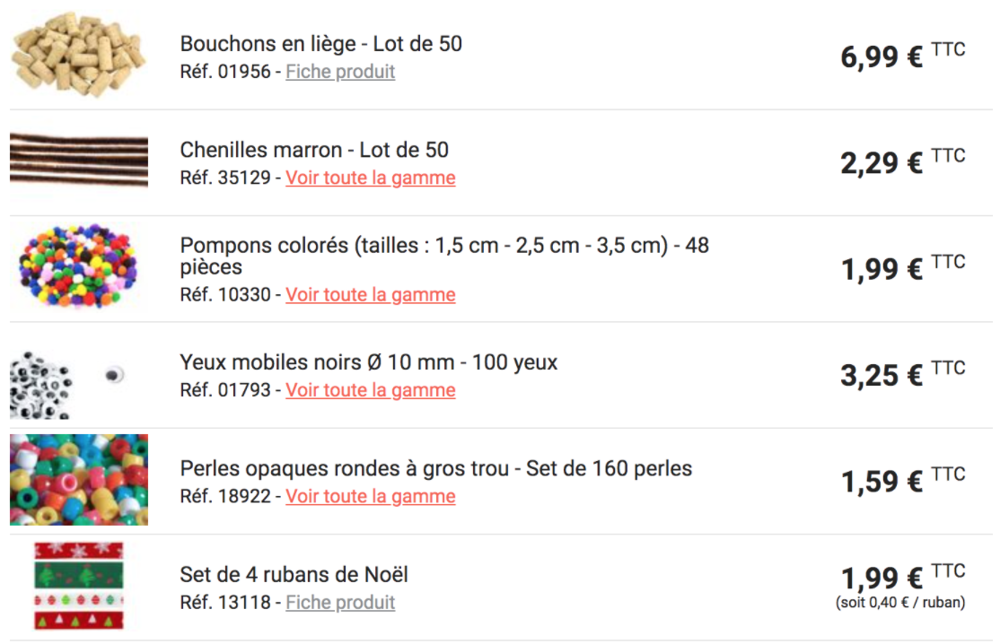 Bouchons en liège - Lot de 50
Réf. 01956 - Fiche produit
6,99 € TTC
Chenilles marron - Lot de 50
Réf. 35129 - Voir toute la gamme
2,29 € TTC
Pompons colorés (tailles : 1,5 cm - 2,5 cm - 3,5 cm) - 48
pièces
Réf. 10330 - Voir toute la gamme
1,99 € TTC
Yeux mobiles noirs Ø 10 mm - 100 yeux
Réf. 01793 - Voir toute la gamme
3,25 € TTC
Perles opaques rondes à gros trou - Set de 160 perles
Réf. 18922 - Voir toute la gamme
1,59 € TTC
Set de 4 rubans de Noël
Réf. 13118 - Fiche produit
1,99 € TTC
(soit 0,40 € / ruban)